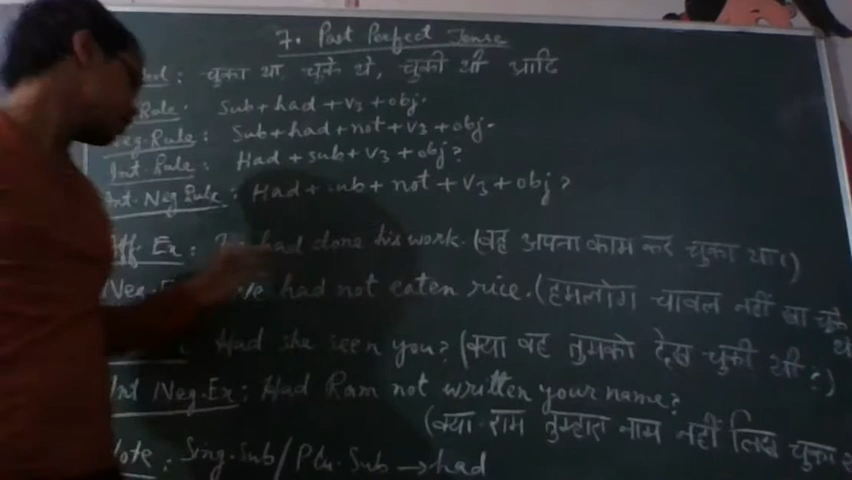 7. Past Perfect Tense
चुका था चुके थे, चुकी थी आदि
Rule: Sub + had + v3 + obj.
Neg. Rule: Sub + had + not + v3 + obj.
Int. Rule: Had + sub + v3 + obj?
Int. Neg Rule: Had + sub + not + v3 + obj?
Aff. Ex: had done his work. (वह अपना काम कर चुका था।)
Neg. E had not eaten rice. (हमलोग चावल नहीं खा चुके
थे
Had she seen you? (क्या वह तुमको देख चुकी थी?)
Int Neg. Ex: Had Ram not written your name?
(क्या राम तुम्हारा नाम नहीं लिख चुका
Note: Sing. Sub / Plu. Sub → had